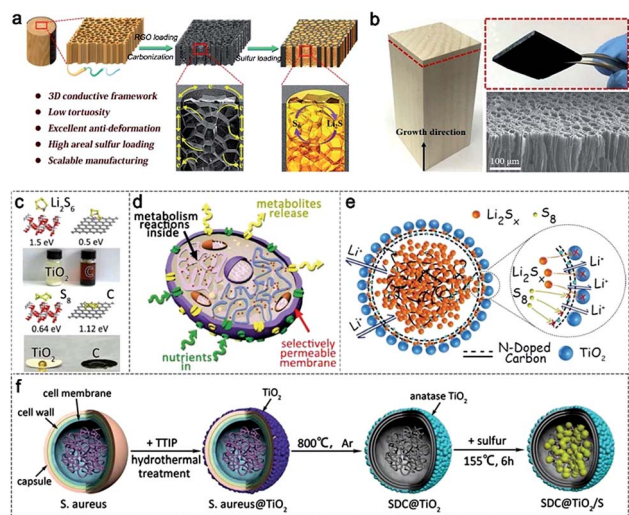 a
RGO loading
Carbonization
Sulfur loading
3D conductive framework
Low tortuosity
Excellent anti-deformation
High areal sulfur loading
Scalable manufacturing
S₈
Li₂S
b
Growth direction
100 μm
c
Li₂S₆
1.5 eV 0.5 eV
TiO₂ C
S₈ C
0.64 eV 1.12 eV
TiO₂ C
d
metabolites
release
metabolism
reactions
inside
nutrients
in
selectively
permeable
membrane
e
Li₂Sₓ S₈
Li⁺
Li⁺
Li⁺
Li₂Sₓ
Li⁺
S₈
Li⁺
N-Doped
Carbon
TiO₂
f
cell membrane
cell wall
capsule
S. aureus
+ TTIP
hydrothermal
treatment
TiO₂
S. aureus@TiO₂
800℃, Ar
anatase TiO₂
SDC@TiO₂
+ sulfur
155℃, 6h
SDC@TiO₂/S